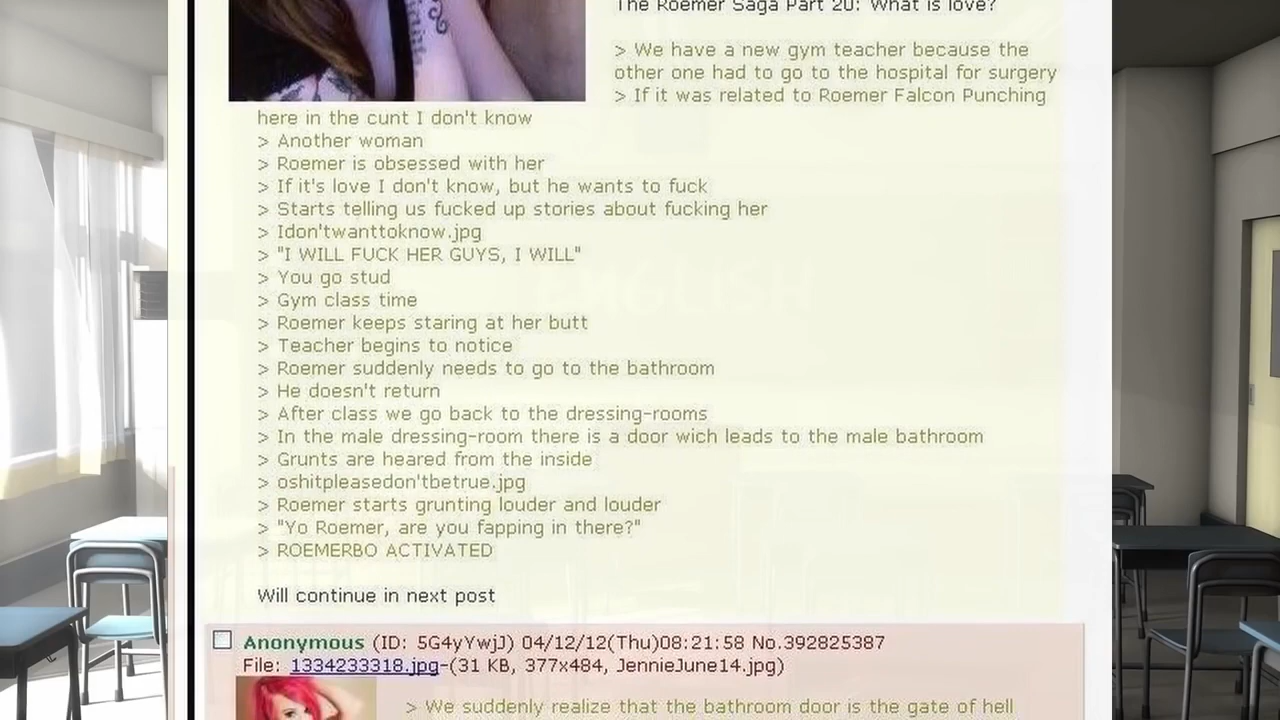 The Roemer Saga Part 20: What is love?
> We have a new gym teacher because the
other one had to go to the hospital for surgery
> If it was related to Roemer Falcon Punching
here in the cunt I don't know
> Another woman
> Roemer is obsessed with her
> If it's love I don't know, but he wants to fuck
> Starts telling us fucked up stories about fucking her
> Idon'twanttoknow.jpg
> "I WILL FUCK HER GUYS, I WILL"
> You go stud
> Gym class time
> Roemer keeps staring at her butt
> Teacher begins to notice
> Roemer suddenly needs to go to the bathroom
> He doesn't return
> After class we go back to the dressing-rooms
> In the male dressing-room there is a door wich leads to the male bathroom
> Grunts are heared from the inside
> oshitpleasedon'tbetrue.jpg
> Roemer starts grunting louder and louder
> "Yo Roemer, are you fapping in there?"
> ROEMERBO ACTIVATED
Will continue in next post
Anonymous (ID: 5G4yYwjJ) 04/12/12(Thu)08:21:58 No.392825387
File: 1334233318.jpg-(31 KB, 377x484, JennieJune14.jpg)
> We suddenly realize that the bathroom door is the gate of hell